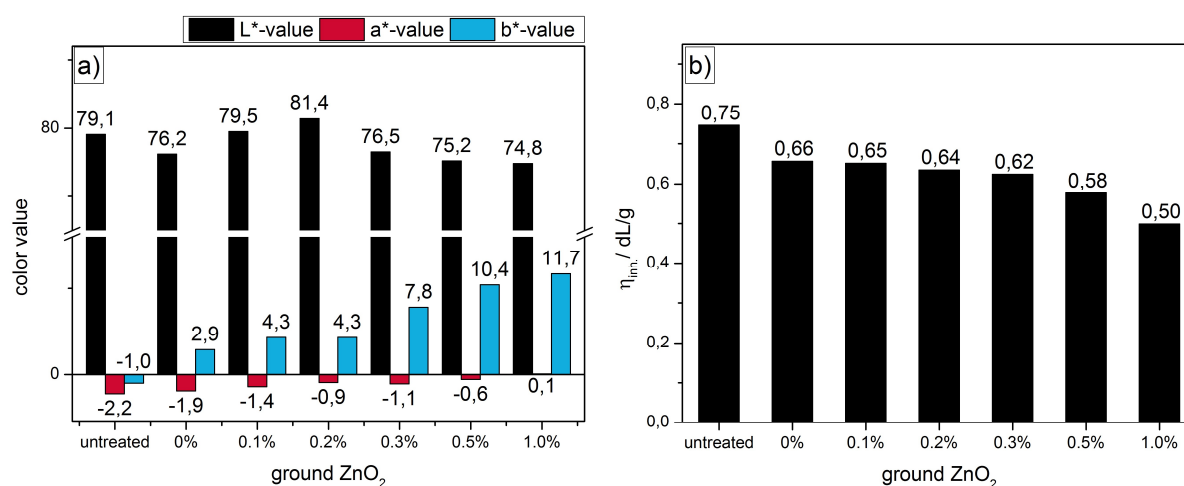 L*-value a*-value b*-value
a)
79,1 76,2 79,5 81,4 76,5 75,2 74,8
80
color value
-1,0 2,9 4,3 4,3 7,8 10,4 11,7
0
-2,2 -1,9 -1,4 -0,9 -1,1 -0,6 0,1
untreated 0% 0.1% 0.2% 0.3% 0.5% 1.0%
ground ZnO₂
b)
0,8
0,6
0,4
0,2
0,0
ηinh./ dL/g
0,75 0,66 0,65 0,64 0,62 0,58 0,50
untreated 0% 0.1% 0.2% 0.3% 0.5% 1.0%
ground ZnO₂